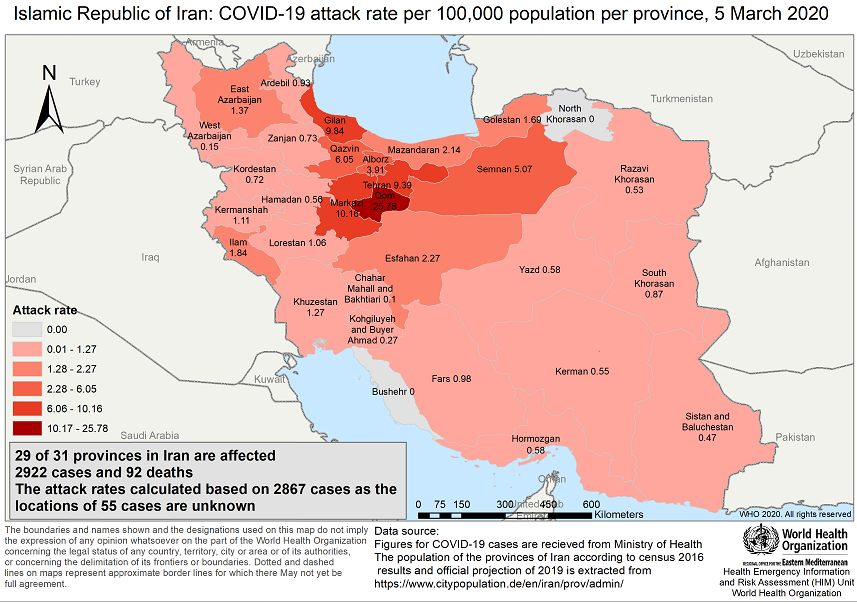 Islamic Republic of Iran: COVID-19 attack rate per 100,000 population per province, 5 March 2020
Armenia
Azerbaijan
Uzbekistan
Turkey
Turkmenistan
N
Ardebil 0.93
East
Azarbaijan
1.37
West
Azarbaijan
0.15
Gilan
9.84
Golestan 1.69
North
Khorasan 0
Zanjan 0.73
Qazvin
6.05
Alborz
3.91
Mazandaran 2.14
Semnan 5.07
Razavi
Khorasan
0.53
Syrian Arab
Republic
Kordestan
0.72
Tehran 9.39
Qom
25.78
Markazi
10.16
Hamadan 0.56
Kermanshah
1.11
Ilam
1.84
Lorestan 1.06
Iraq
Esfahan 2.27
Yazd 0.58
South
Khorasan
0.87
Afghanistan
Jordan
Chahar
Mahall and
Bakhtiari 0.1
Khuzestan
1.27
Kohgiluyeh
and Buyer
Ahmad 0.27
Attack rate
0.00
0.01 - 1.27
1.28 - 2.27
2.28 - 6.05
6.06 - 10.16
10.17 - 25.78
Kuwait
Bushehr 0
Fars 0.98
Kerman 0.55
Sistan and
Baluchestan
0.47
Pakistan
Saudi Arabia
Hormozgan
0.58
Oman
United Arab
Emirates
29 of 31 provinces in Iran are affected
2922 cases and 92 deaths
The attack rates calculated based on 2867 cases as the
locations of 55 cases are unknown
0 75 150 300 450 600
Kilometers
WHO 2020. All rights reserved
The boundaries and names shown and the designations used on this map do not imply
the expression of any opinion whatsoever on the part of the World Health Organization
concerning the legal status of any country, territory, city or area or of its authorities,
or concerning the delimitation of its frontiers or boundaries. Dotted and dashed
lines on maps represent approximate border lines for which there May not yet be
full agreement.
Data source:
Figures for COVID-19 cases are recieved from Ministry of Health
The population of the provinces of Iran according to census 2016
results and official projection of 2019 is extracted from
https://www.citypopulation.de/en/iran/prov/admin/
World Health
Organization
REGIONAL OFFICE FOR THE Eastern Mediterranean
Health Emergency Information
and Risk Assessment (HIM) Unit
World Health Organization